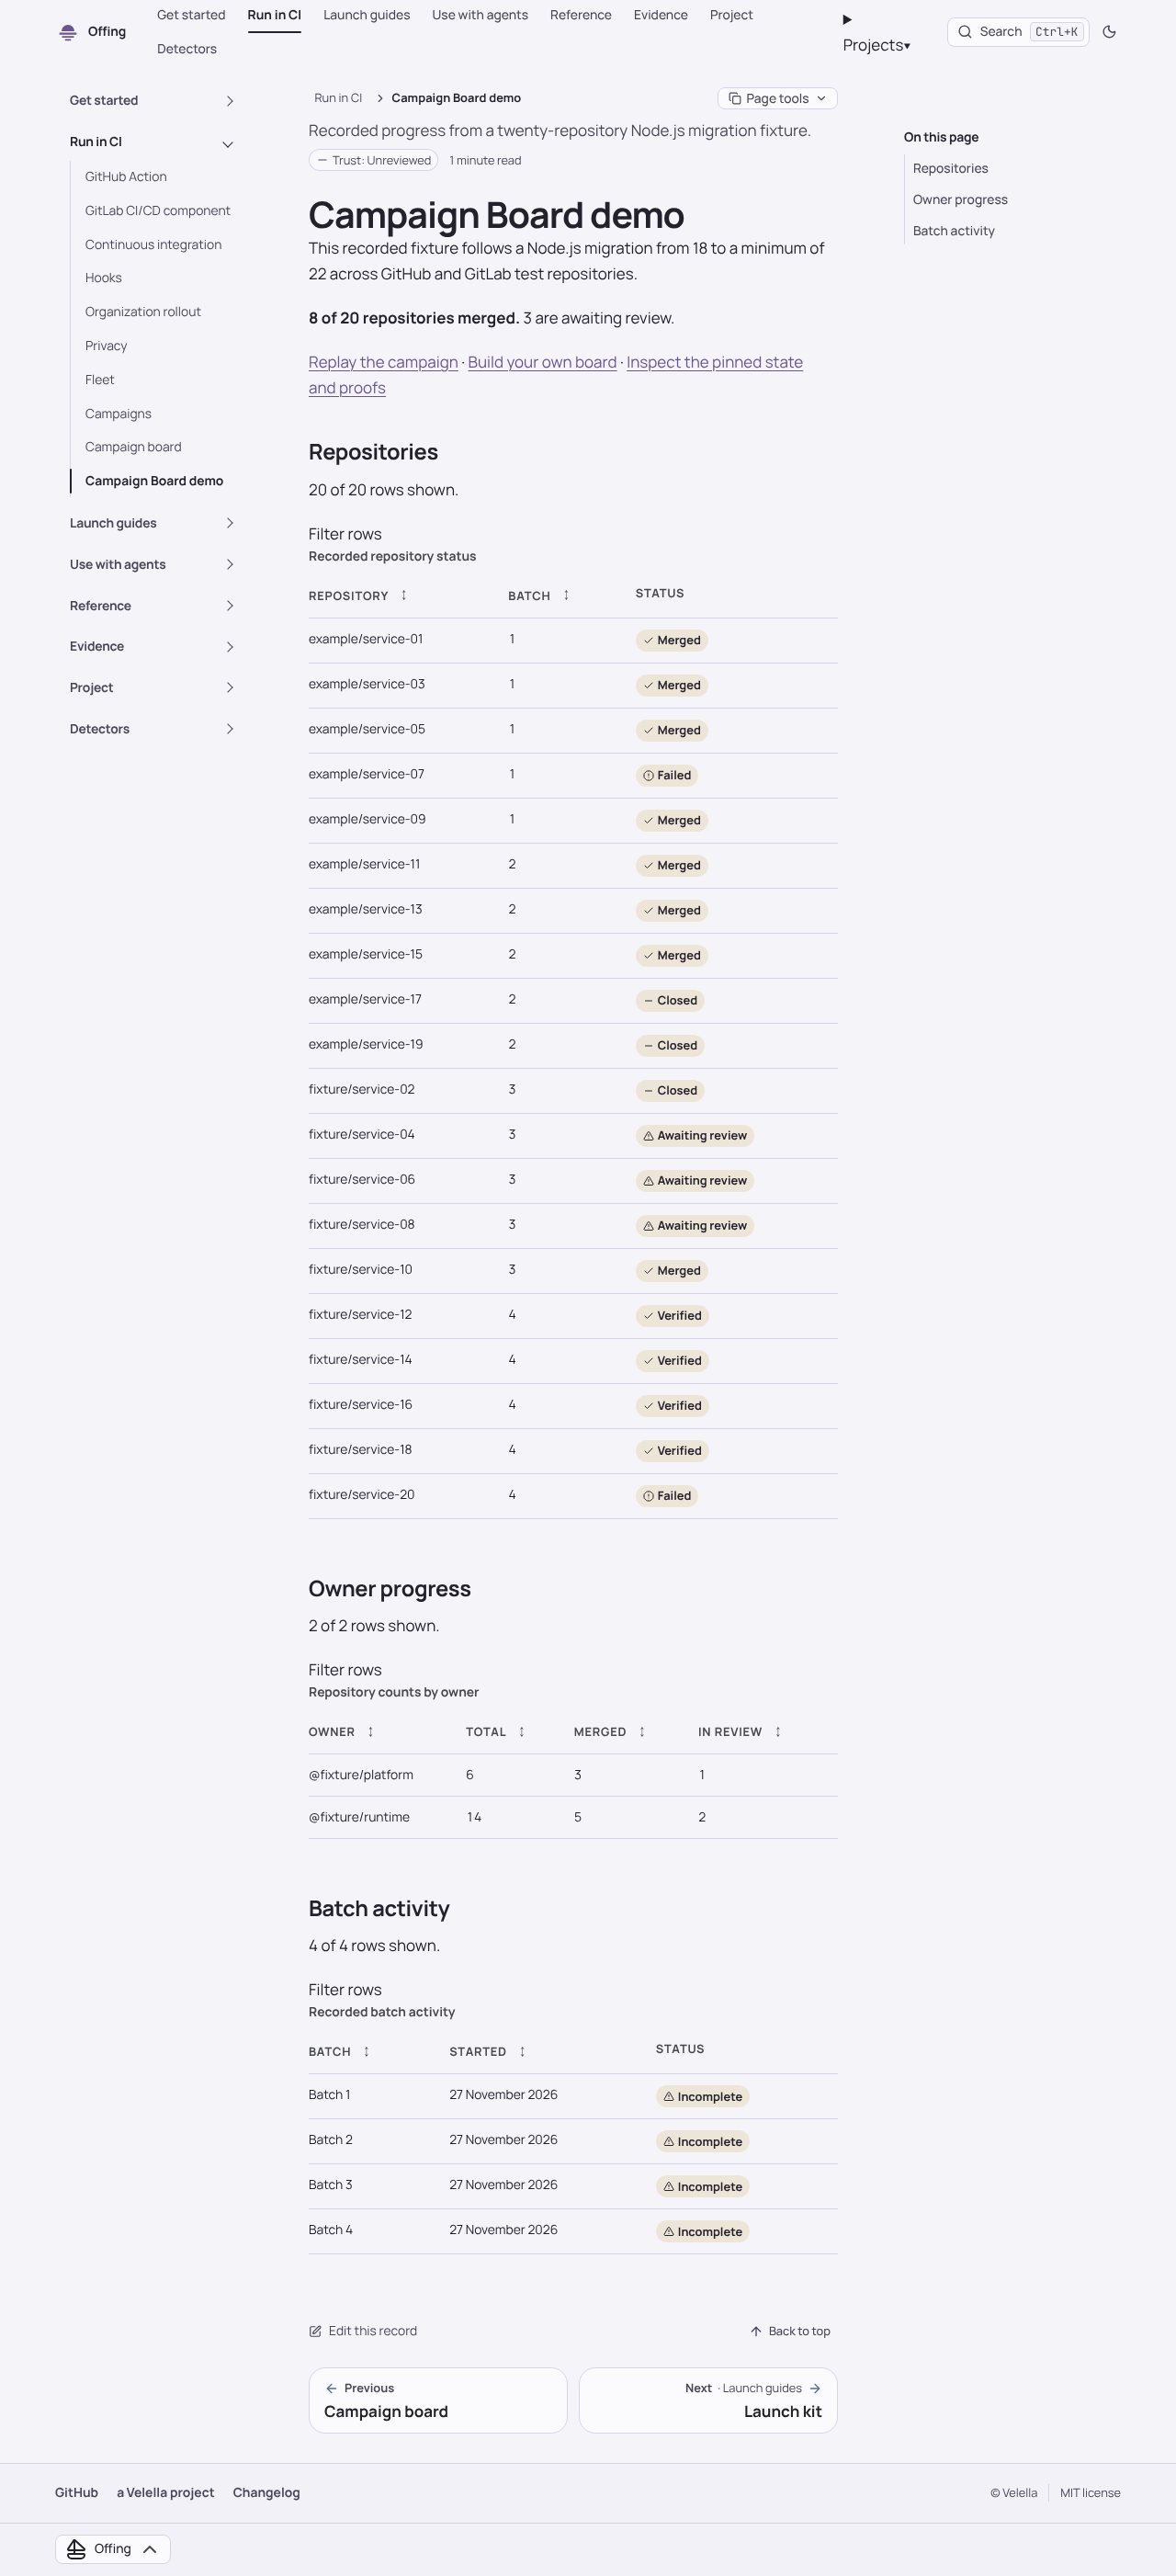 Offing
Get started Run in CI Launch guides Use with agents Reference Evidence Project
Detectors
Projects
Search Ctrl+K
Get started
Run in CI
GitHub Action
GitLab CI/CD component
Continuous integration
Hooks
Organization rollout
Privacy
Fleet
Campaigns
Campaign board
Campaign Board demo
Launch guides
Use with agents
Reference
Evidence
Project
Detectors
Run in CI Campaign Board demo
Page tools
Recorded progress from a twenty-repository Node.js migration fixture.
Trust: Unreviewed 1 minute read
Campaign Board demo
This recorded fixture follows a Node.js migration from 18 to a minimum of
22 across GitHub and GitLab test repositories.
8 of 20 repositories merged. 3 are awaiting review.
Replay the campaign · Build your own board · Inspect the pinned state
and proofs
Repositories
20 of 20 rows shown.
Filter rows
Recorded repository status
REPOSITORY BATCH STATUS
example/service-01 1 Merged
example/service-03 1 Merged
example/service-05 1 Merged
example/service-07 1 Failed
example/service-09 1 Merged
example/service-11 2 Merged
example/service-13 2 Merged
example/service-15 2 Merged
example/service-17 2 Closed
example/service-19 2 Closed
fixture/service-02 3 Closed
fixture/service-04 3 Awaiting review
fixture/service-06 3 Awaiting review
fixture/service-08 3 Awaiting review
fixture/service-10 3 Merged
fixture/service-12 4 Verified
fixture/service-14 4 Verified
fixture/service-16 4 Verified
fixture/service-18 4 Verified
fixture/service-20 4 Failed
Owner progress
2 of 2 rows shown.
Filter rows
Repository counts by owner
OWNER TOTAL MERGED IN REVIEW
@fixture/platform 6 3 1
@fixture/runtime 14 5 2
Batch activity
4 of 4 rows shown.
Filter rows
Recorded batch activity
BATCH STARTED STATUS
Batch 1 27 November 2026 Incomplete
Batch 2 27 November 2026 Incomplete
Batch 3 27 November 2026 Incomplete
Batch 4 27 November 2026 Incomplete
Edit this record Back to top
Previous
Campaign board
Next · Launch guides
Launch kit
On this page
Repositories
Owner progress
Batch activity
GitHub a Velella project Changelog
© Velella MIT license
Offing